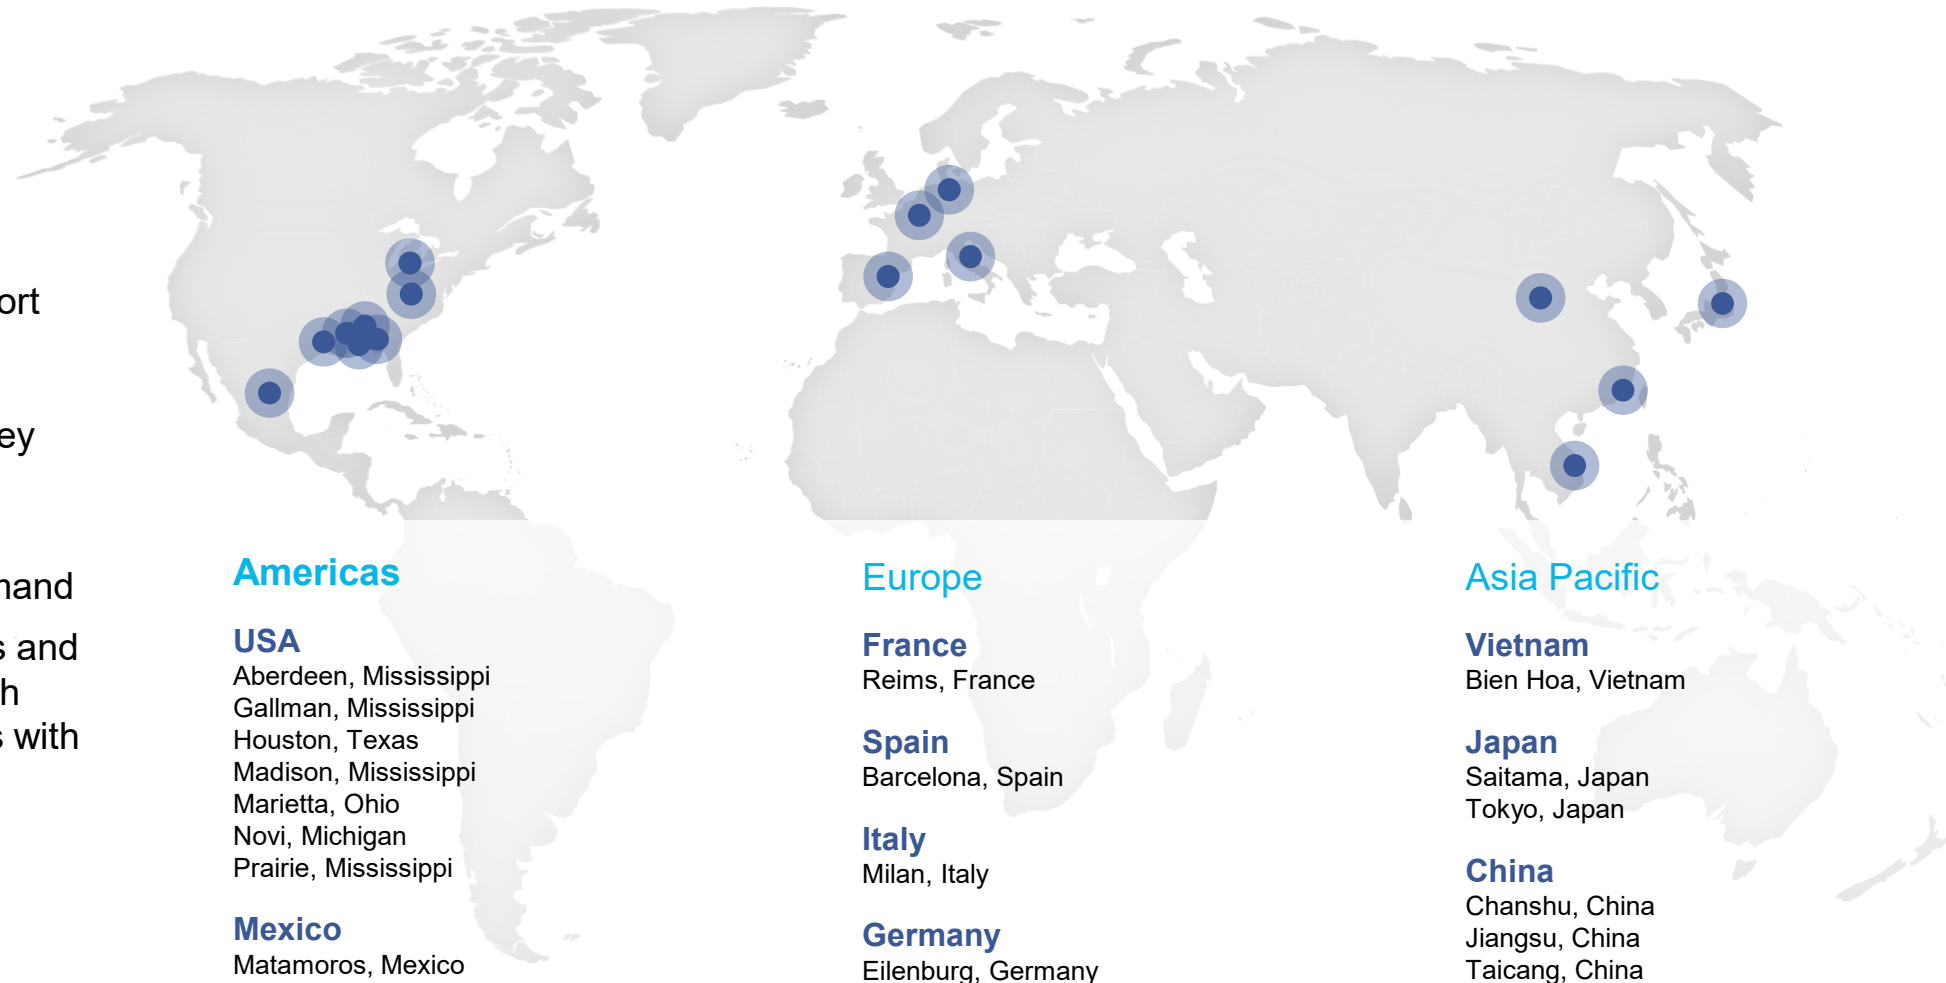 ort
ey
nand
s and
h
s with
Americas
USA
Aberdeen, Mississippi
Gallman, Mississippi
Houston, Texas
Madison, Mississippi
Marietta, Ohio
Novi, Michigan
Prairie, Mississippi
Mexico
Matamoros, Mexico
Europe
France
Reims, France
Spain
Barcelona, Spain
Italy
Milan, Italy
Germany
Eilenburg, Germany
Asia Pacific
Vietnam
Bien Hoa, Vietnam
Japan
Saitama, Japan
Tokyo, Japan
China
Chanshu, China
Jiangsu, China
Taicang, China